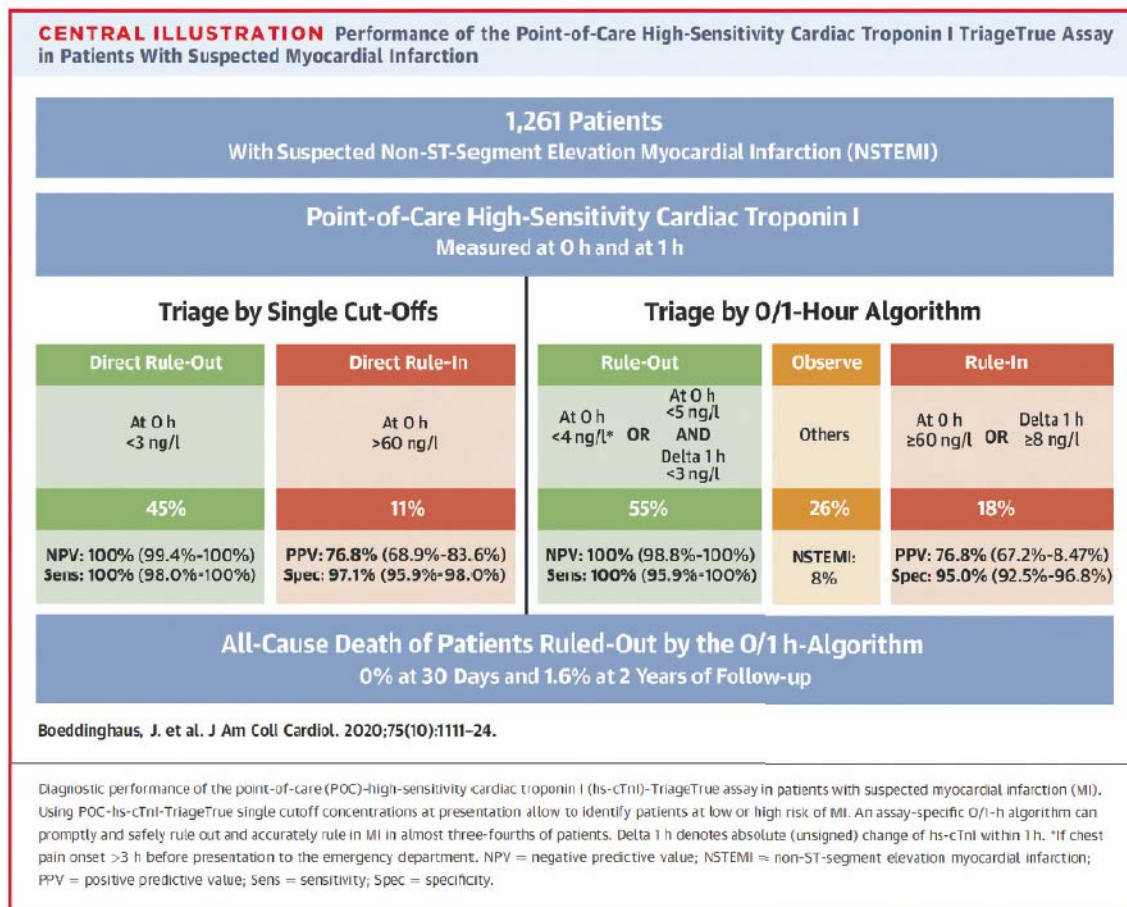 CENTRAL ILLUSTRATION Performance of the Point-of-Care High-Sensitivity Cardiac Troponin I TriageTrue Assay
in Patients With Suspected Myocardial Infarction
1,261 Patients
With Suspected Non-ST-Segment Elevation Myocardial Infarction (NSTEMI)
Point-of-Care High-Sensitivity Cardiac Troponin I
Measured at 0 h and at 1 h
Triage by Single Cut-Offs
Direct Rule-Out
At 0 h
<3 ng/l
45%
NPV: 100% (99.4%-100%)
Sens: 100% (98.0%-100%)
Direct Rule-In
At 0 h
>60 ng/l
11%
PPV: 76.8% (68.9%-83.6%)
Spec: 97.1% (95.9%-98.0%)
Triage by 0/1-Hour Algorithm
Rule-Out
At 0 h
<4 ng/l*
OR
At 0 h
<5 ng/l
AND
Delta 1 h
<3 ng/l
55%
NPV: 100% (98.8%-100%)
Sens: 100% (95.9%-100%)
Observe
Others
26%
NSTEMI:
8%
Rule-In
At 0 h
≥60 ng/l
OR
Delta 1 h
≥8 ng/l
18%
PPV: 76.8% (67.2%-8.47%)
Spec: 95.0% (92.5%-96.8%)
All-Cause Death of Patients Ruled-Out by the 0/1 h-Algorithm
0% at 30 Days and 1.6% at 2 Years of Follow-up
Boeddinghaus, J. et al. J Am Coll Cardiol. 2020;75(10):1111–24.
Diagnostic performance of the point-of-care (POC)-high-sensitivity cardiac troponin I (hs-cTnI)-TriageTrue assay in patients with suspected myocardial infarction (MI).
Using POC-hs-cTnI-TriageTrue single cutoff concentrations at presentation allow to identify patients at low or high risk of MI. An assay-specific 0/1-h algorithm can
promptly and safely rule out and accurately rule in MI in almost three-fourths of patients. Delta 1 h denotes absolute (unsigned) change of hs-cTnI within 1 h. *If chest
pain onset >3 h before presentation to the emergency department. NPV = negative predictive value; NSTEMI = non-ST-segment elevation myocardial infarction;
PPV = positive predictive value; Sens = sensitivity; Spec = specificity.